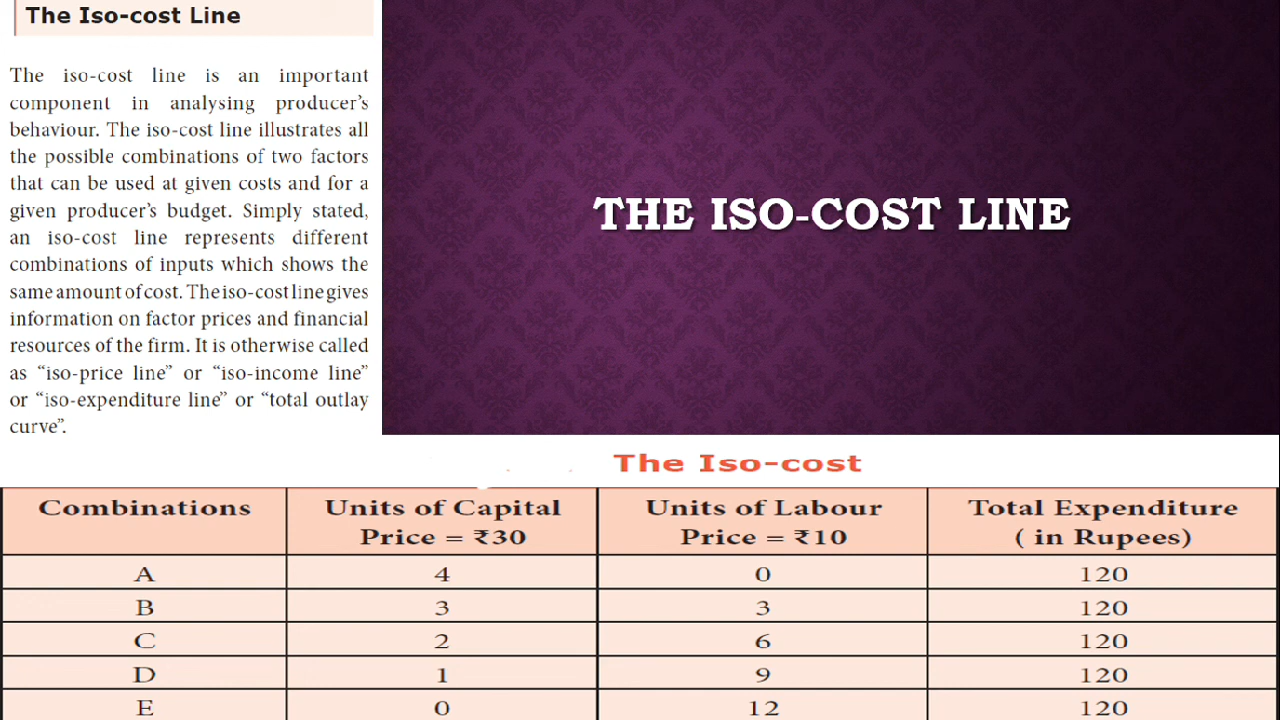 The Iso-cost Line
The iso-cost line is an important
component in analysing producer’s
behaviour. The iso-cost line illustrates all
the possible combinations of two factors
that can be used at given costs and for a
given producer’s budget. Simply stated,
an iso-cost line represents different
combinations of inputs which shows the
same amount of cost. The iso-cost line gives
information on factor prices and financial
resources of the firm. It is otherwise called
as “iso-price line” or “iso-income line”
or “iso-expenditure line” or “total outlay
curve”.
THE ISO-COST LINE
The Iso-cost
Combinations Units of Capital Units of Labour Total Expenditure
Price = ₹30 Price = ₹10 ( in Rupees)
A 4 0 120
B 3 3 120
C 2 6 120
D 1 9 120
E 0 12 120